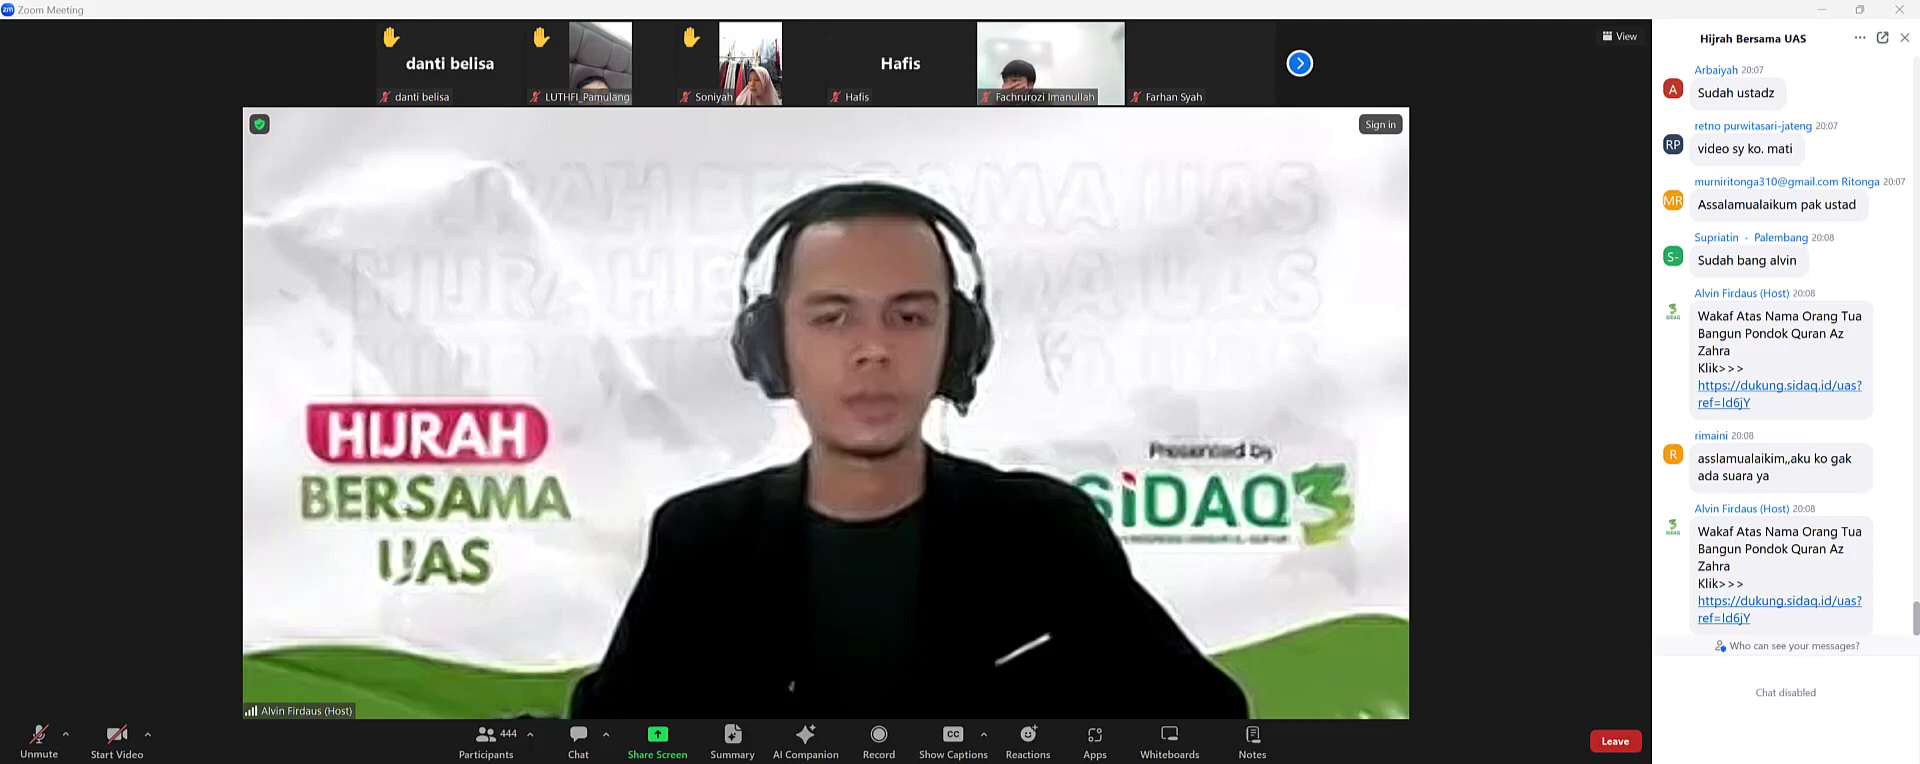 Zoom Meeting
danti belisa
danti belisa
LUTHFI_Pamulang
Soniyah
Hafis
Hafis
Fachrurozi Imanullah
Farhan Syah
View
Sign in
HIJRAH BERSAMA UAS
HIJRAH
BERSAMA
UAS
Presented by
SiDAQ3
Alvin Firdaus (Host)
Unmute
Start Video
444
Participants
Chat
Share Screen
Summary
AI Companion
Record
CC
Show Captions
Reactions
Apps
Whiteboards
Notes
Leave
Hijrah Bersama UAS
Arbaiyah 20:07
A
Sudah ustadz
retno purwitasari-jateng 20:07
RP
video sy ko. mati
murniritonga310@gmail.com Ritonga 20:07
MR
Assalamualaikum pak ustad
Supriatin - Palembang 20:08
S-
Sudah bang alvin
Alvin Firdaus (Host) 20:08
Wakaf Atas Nama Orang Tua
Bangun Pondok Quran Az
Zahra
Klik>>>
https://dukung.sidaq.id/uas?
ref=Id6jY
rimaini 20:08
R
asslamualaikim,,aku ko gak
ada suara ya
Alvin Firdaus (Host) 20:08
Wakaf Atas Nama Orang Tua
Bangun Pondok Quran Az
Zahra
Klik>>>
https://dukung.sidaq.id/uas?
ref=Id6jY
Who can see your messages?
Chat disabled